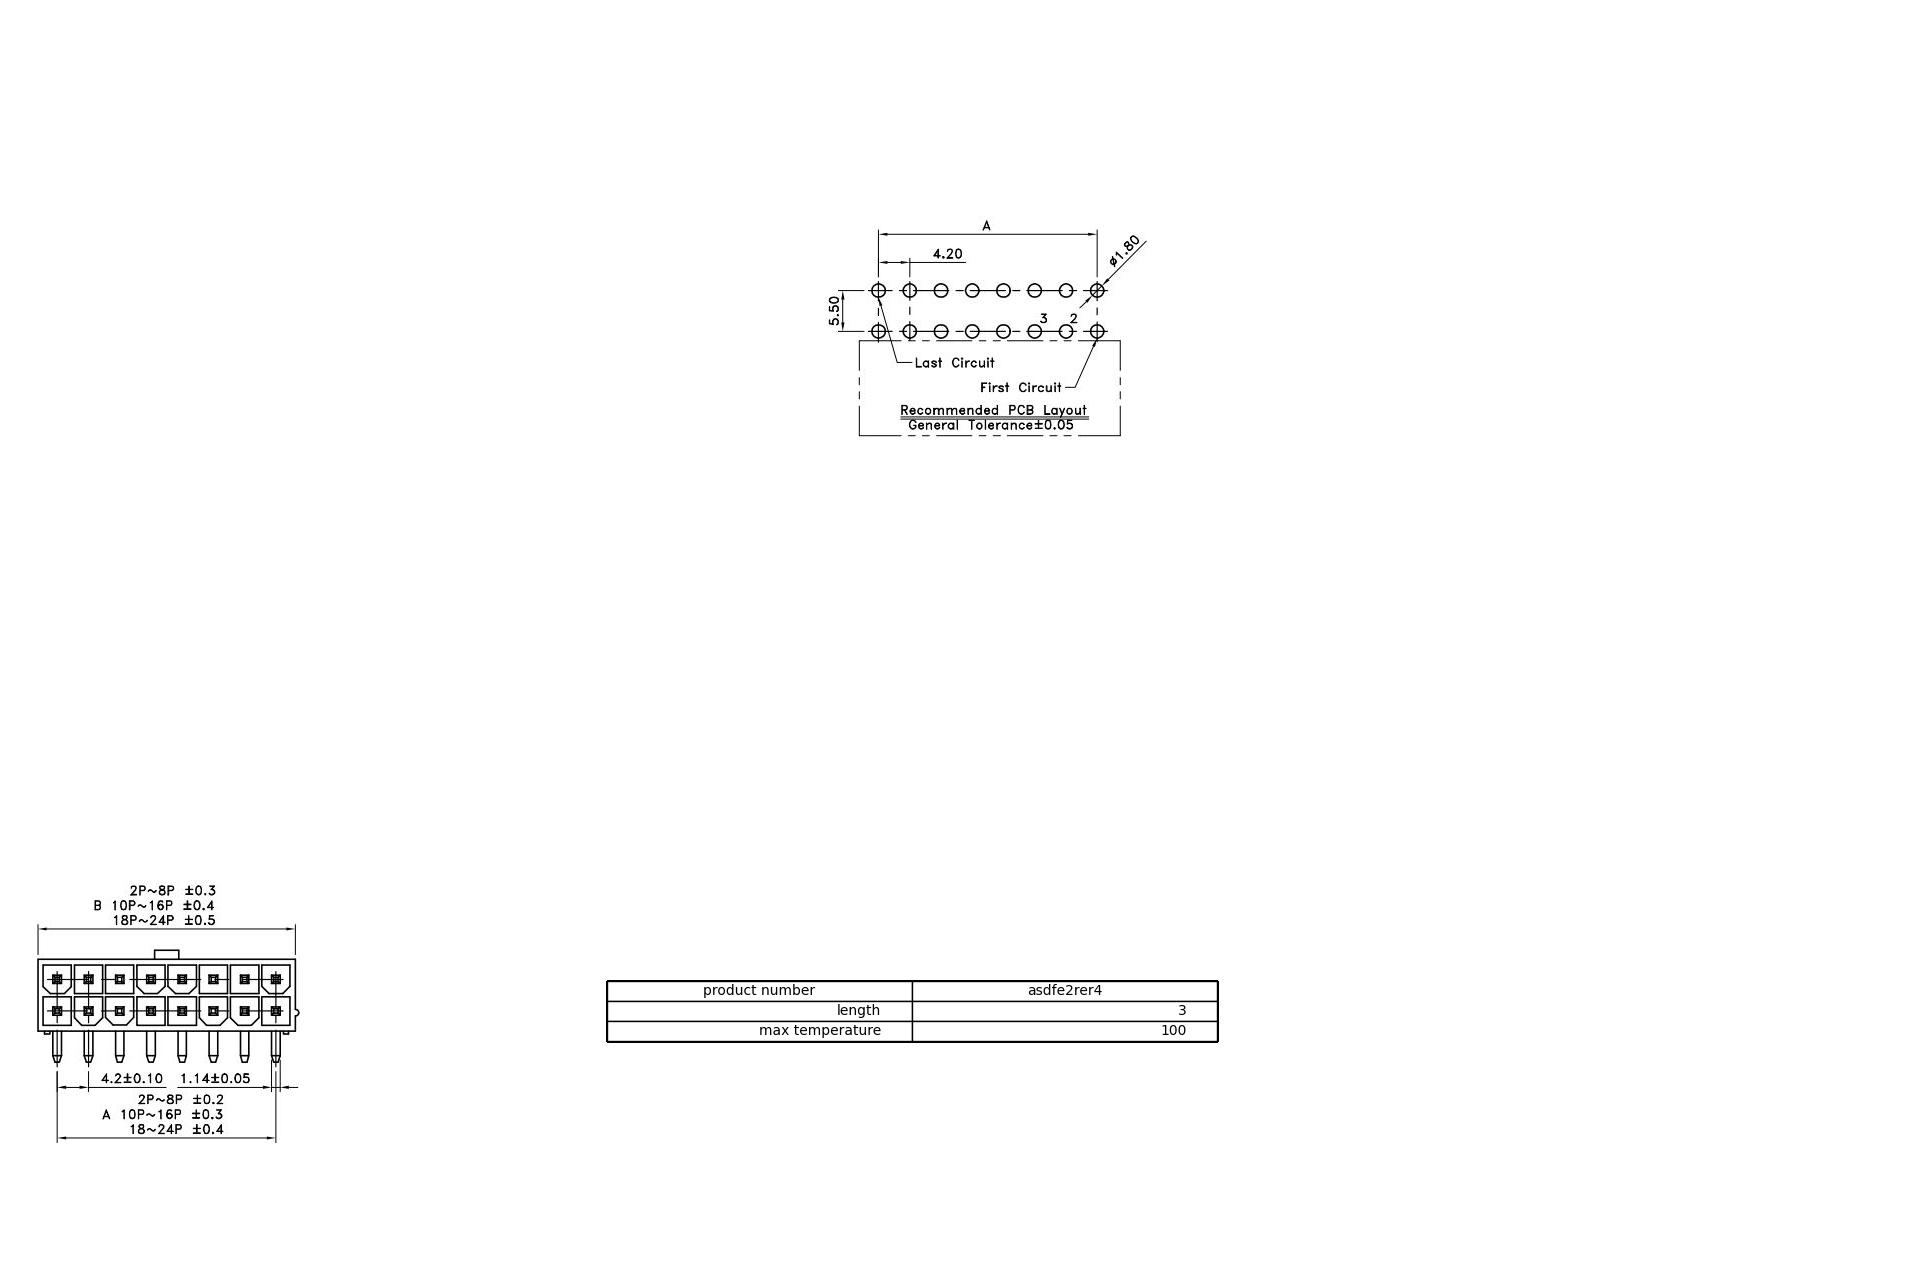 A
4.20
ø1.80
5.50
3 2
Last Circuit
First Circuit
Recommended PCB Layout
General Tolerance±0.05
2P~8P ±0.3
B 10P~16P ±0.4
18P~24P ±0.5
4.2±0.10 1.14±0.05
2P~8P ±0.2
A 10P~16P ±0.3
18~24P ±0.4
product number asdfe2rer4
length 3
max temperature 100